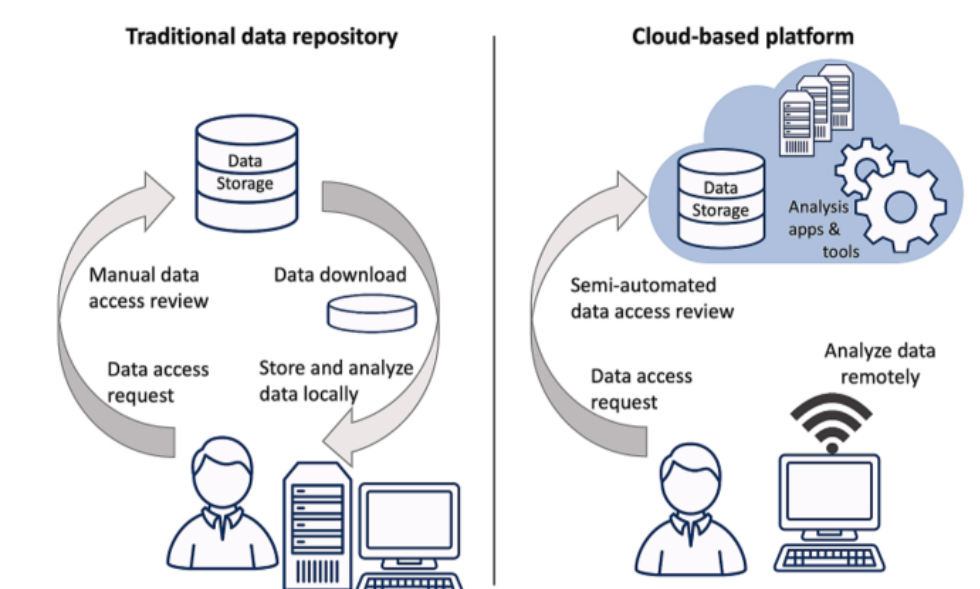 Traditional data repository
Data
Storage
Manual data
access review
Data download
Data access
request
Store and analyze
data locally
Cloud-based platform
Data
Storage
Analysis
apps &
tools
Semi-automated
data access review
Data access
request
Analyze data
remotely